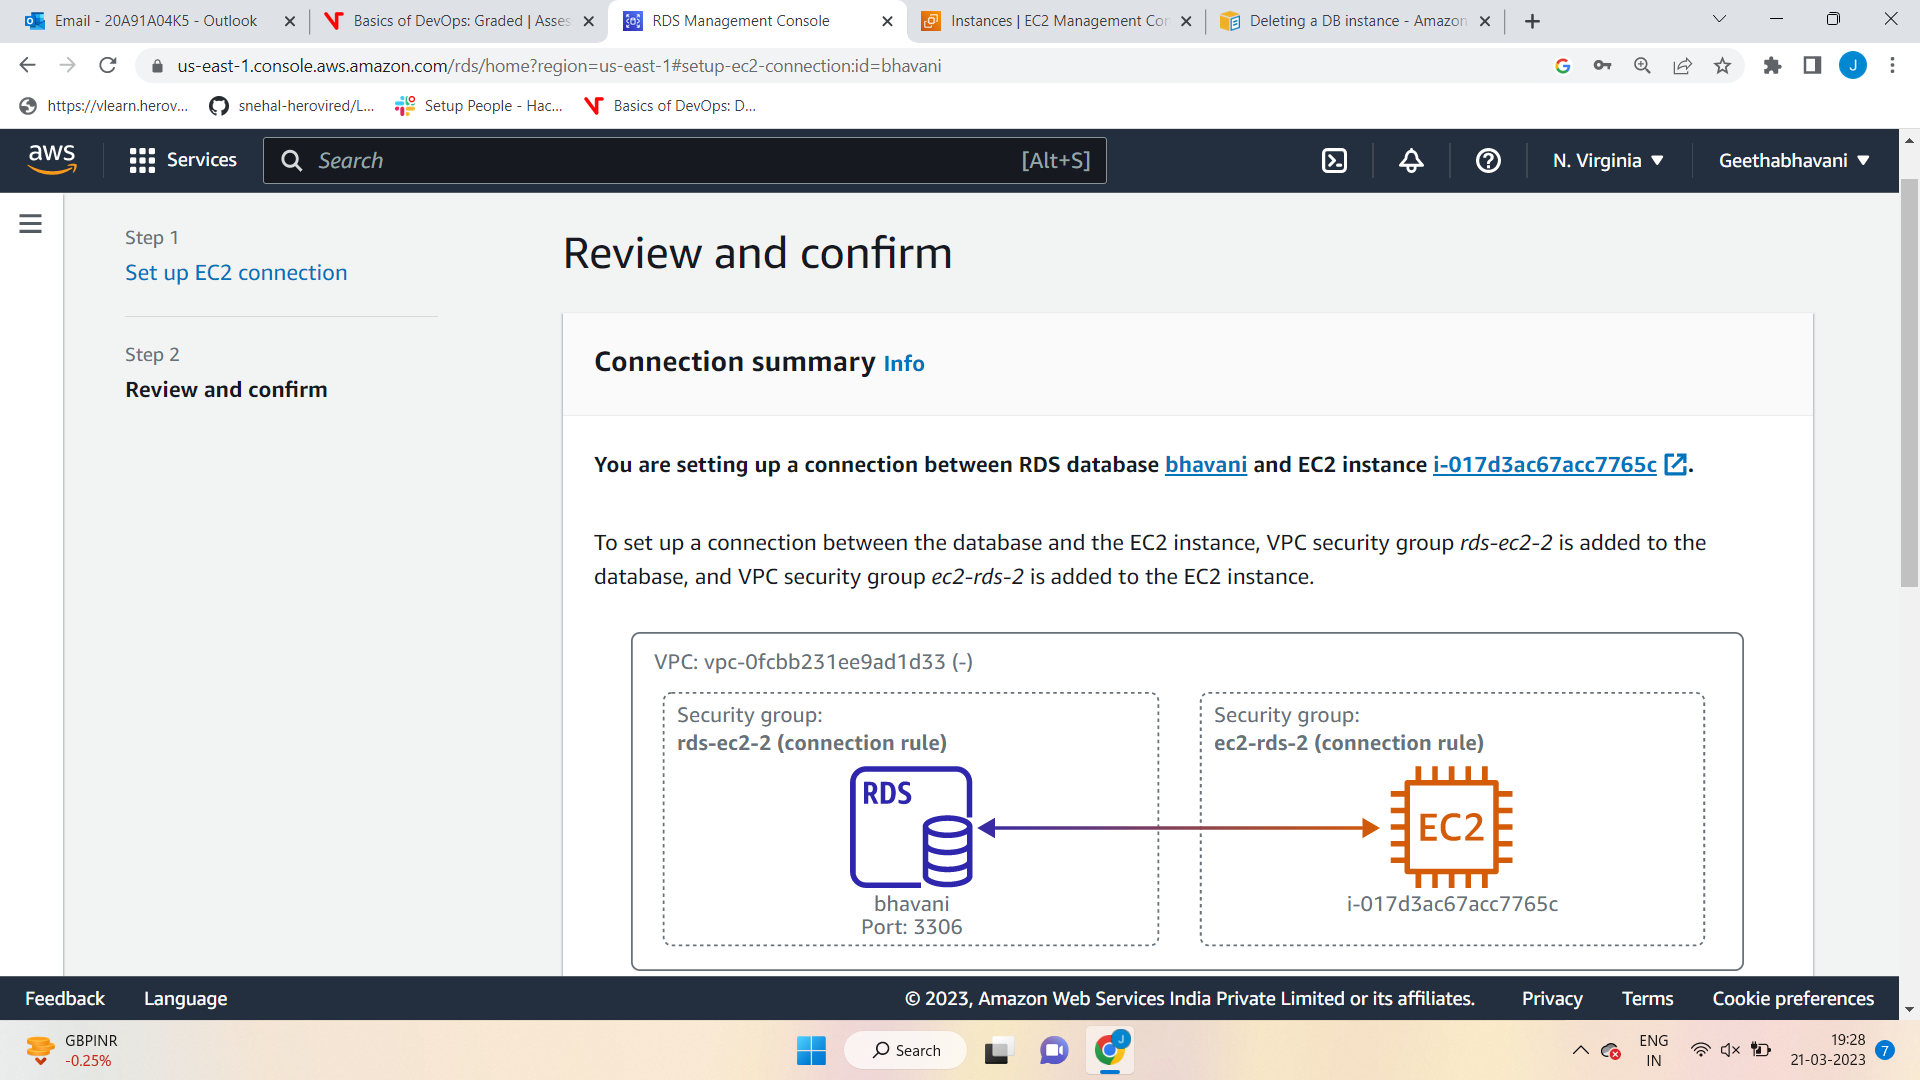 Email - 20A91A04K5 - Outlook
Basics of DevOps: Graded | Asses
RDS Management Console
Instances | EC2 Management Con
Deleting a DB instance - Amazon
us-east-1.console.aws.amazon.com/rds/home?region=us-east-1#setup-ec2-connection:id=bhavani
J
https://vlearn.herov...
snehal-herovired/L...
Setup People - Hac...
Basics of DevOps: D...
aws
Services
Search
[Alt+S]
N. Virginia
Geethabhavani
Step 1
Set up EC2 connection
Step 2
Review and confirm
Review and confirm
Connection summary Info
You are setting up a connection between RDS database bhavani and EC2 instance i-017d3ac67acc7765c.
To set up a connection between the database and the EC2 instance, VPC security group rds-ec2-2 is added to the
database, and VPC security group ec2-rds-2 is added to the EC2 instance.
VPC: vpc-0fcbb231ee9ad1d33 (-)
Security group:
rds-ec2-2 (connection rule)
RDS
bhavani
Port: 3306
Security group:
ec2-rds-2 (connection rule)
EC2
i-017d3ac67acc7765c
Feedback
Language
© 2023, Amazon Web Services India Private Limited or its affiliates.
Privacy
Terms
Cookie preferences
GBPINR
-0.25%
Search
J
ENG
IN
19:28
21-03-2023
7